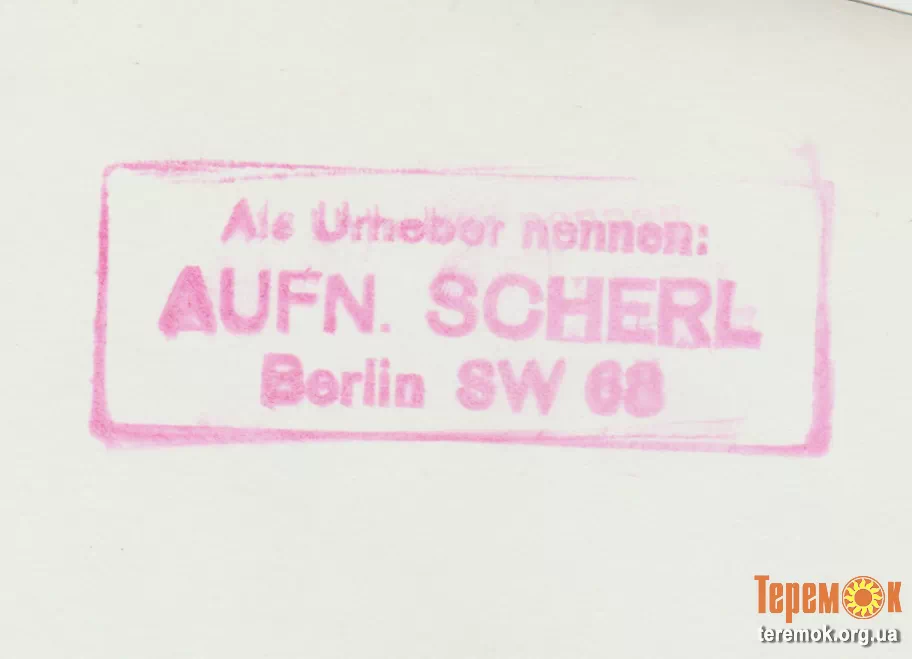 Als Urheber nennen:
AUFN. SCHERL
Berlin SW 68
ТеремОк
teremok.org.ua